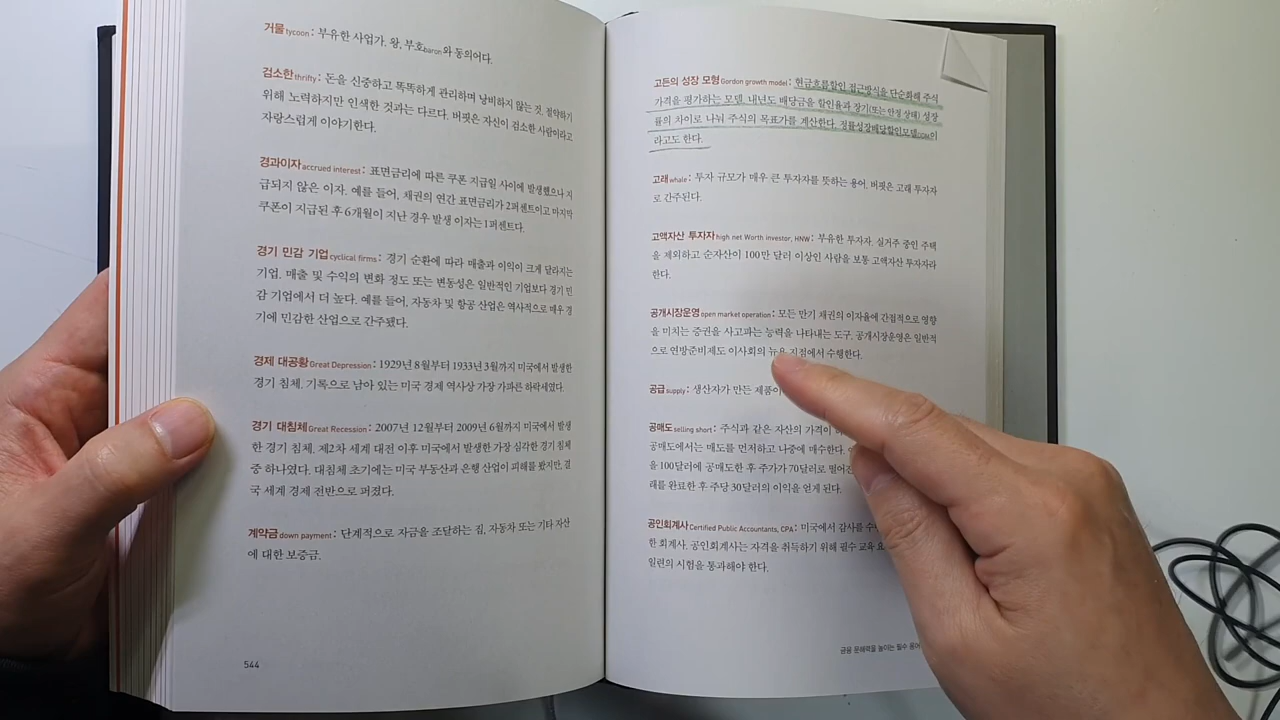 거물tycoon : 부유한 사업가. 왕, 부호baron와 동의어다.
검소한thrifty : 돈을 신중하고 똑똑하게 관리하며 낭비하지 않는 것. 절약하기
위해 노력하지만 인색한 것과는 다르다. 버핏은 자신이 검소한 사람이라고
자랑스럽게 이야기한다.
경과이자accrued interest : 표면금리에 따른 쿠폰 지급일 사이에 발생했으나 지
급되지 않은 이자. 예를 들어, 채권의 연간 표면금리가 2퍼센트이고 마지막
쿠폰이 지급된 후 6개월이 지난 경우 발생 이자는 1퍼센트다.
경기 민감 기업cyclical firms : 경기 순환에 따라 매출과 이익이 크게 달라지는
기업. 매출 및 수익의 변화 정도 또는 변동성은 일반적인 기업보다 경기 민
감 기업에서 더 높다. 예를 들어, 자동차 및 항공 산업은 역사적으로 매우 경
기에 민감한 산업으로 간주됐다.
경제 대공황Great Depression : 1929년 8월부터 1933년 3월까지 미국에서 발생한
경기 침체. 기록으로 남아 있는 미국 경제 역사상 가장 가파른 하락세였다.
경기 대침체Great Recession : 2007년 12월부터 2009년 6월까지 미국에서 발생
한 경기 침체. 제2차 세계 대전 이후 미국에서 발생한 가장 심각한 경기 침체
중 하나였다. 대침체 초기에는 미국 부동산과 은행 산업이 피해를 봤지만, 결
국 세계 경제 전반으로 퍼졌다.
계약금down payment : 단계적으로 자금을 조달하는 집, 자동차 또는 기타 자산
에 대한 보증금.
544
고든의 성장 모형Gordon growth model : 현금흐름할인 접근방식을 단순화해 주식
가격을 평가하는 모델. 내년도 배당금을 할인율과 장기(또는 안정 상태) 성장
률의 차이로 나눠 주식의 목표가를 계산한다. 정률성장배당할인모델DDM이
라고도 한다.
고래whale : 투자 규모가 매우 큰 투자자를 뜻하는 용어. 버핏은 고래 투자자
로 간주된다.
고액자산 투자자high net Worth investor, HNW : 부유한 투자자. 실거주 중인 주택
을 제외하고 순자산이 100만 달러 이상인 사람을 보통 고액자산 투자자라
한다.
공개시장운영open market operation : 모든 만기 채권의 이자율에 간접적으로 영향
을 미치는 증권을 사고파는 능력을 나타내는 도구. 공개시장운영은 일반적
으로 연방준비제도 이사회의 뉴욕 지점에서 수행한다.
공급supply : 생산자가 만든 제품이
공매도selling short : 주식과 같은 자산의 가격이
공매도에서는 매도를 먼저하고 나중에 매수한다.
을 100달러에 공매도한 후 주가가 70달러로 떨어진
래를 완료한 후 주당 30달러의 이익을 얻게 된다.
공인회계사Certified Public Accountants, CPA : 미국에서 감사를
한 회계사. 공인회계사는 자격을 취득하기 위해 필수 교육
일련의 시험을 통과해야 한다.
금융 문해력을 높이는 필수 용어